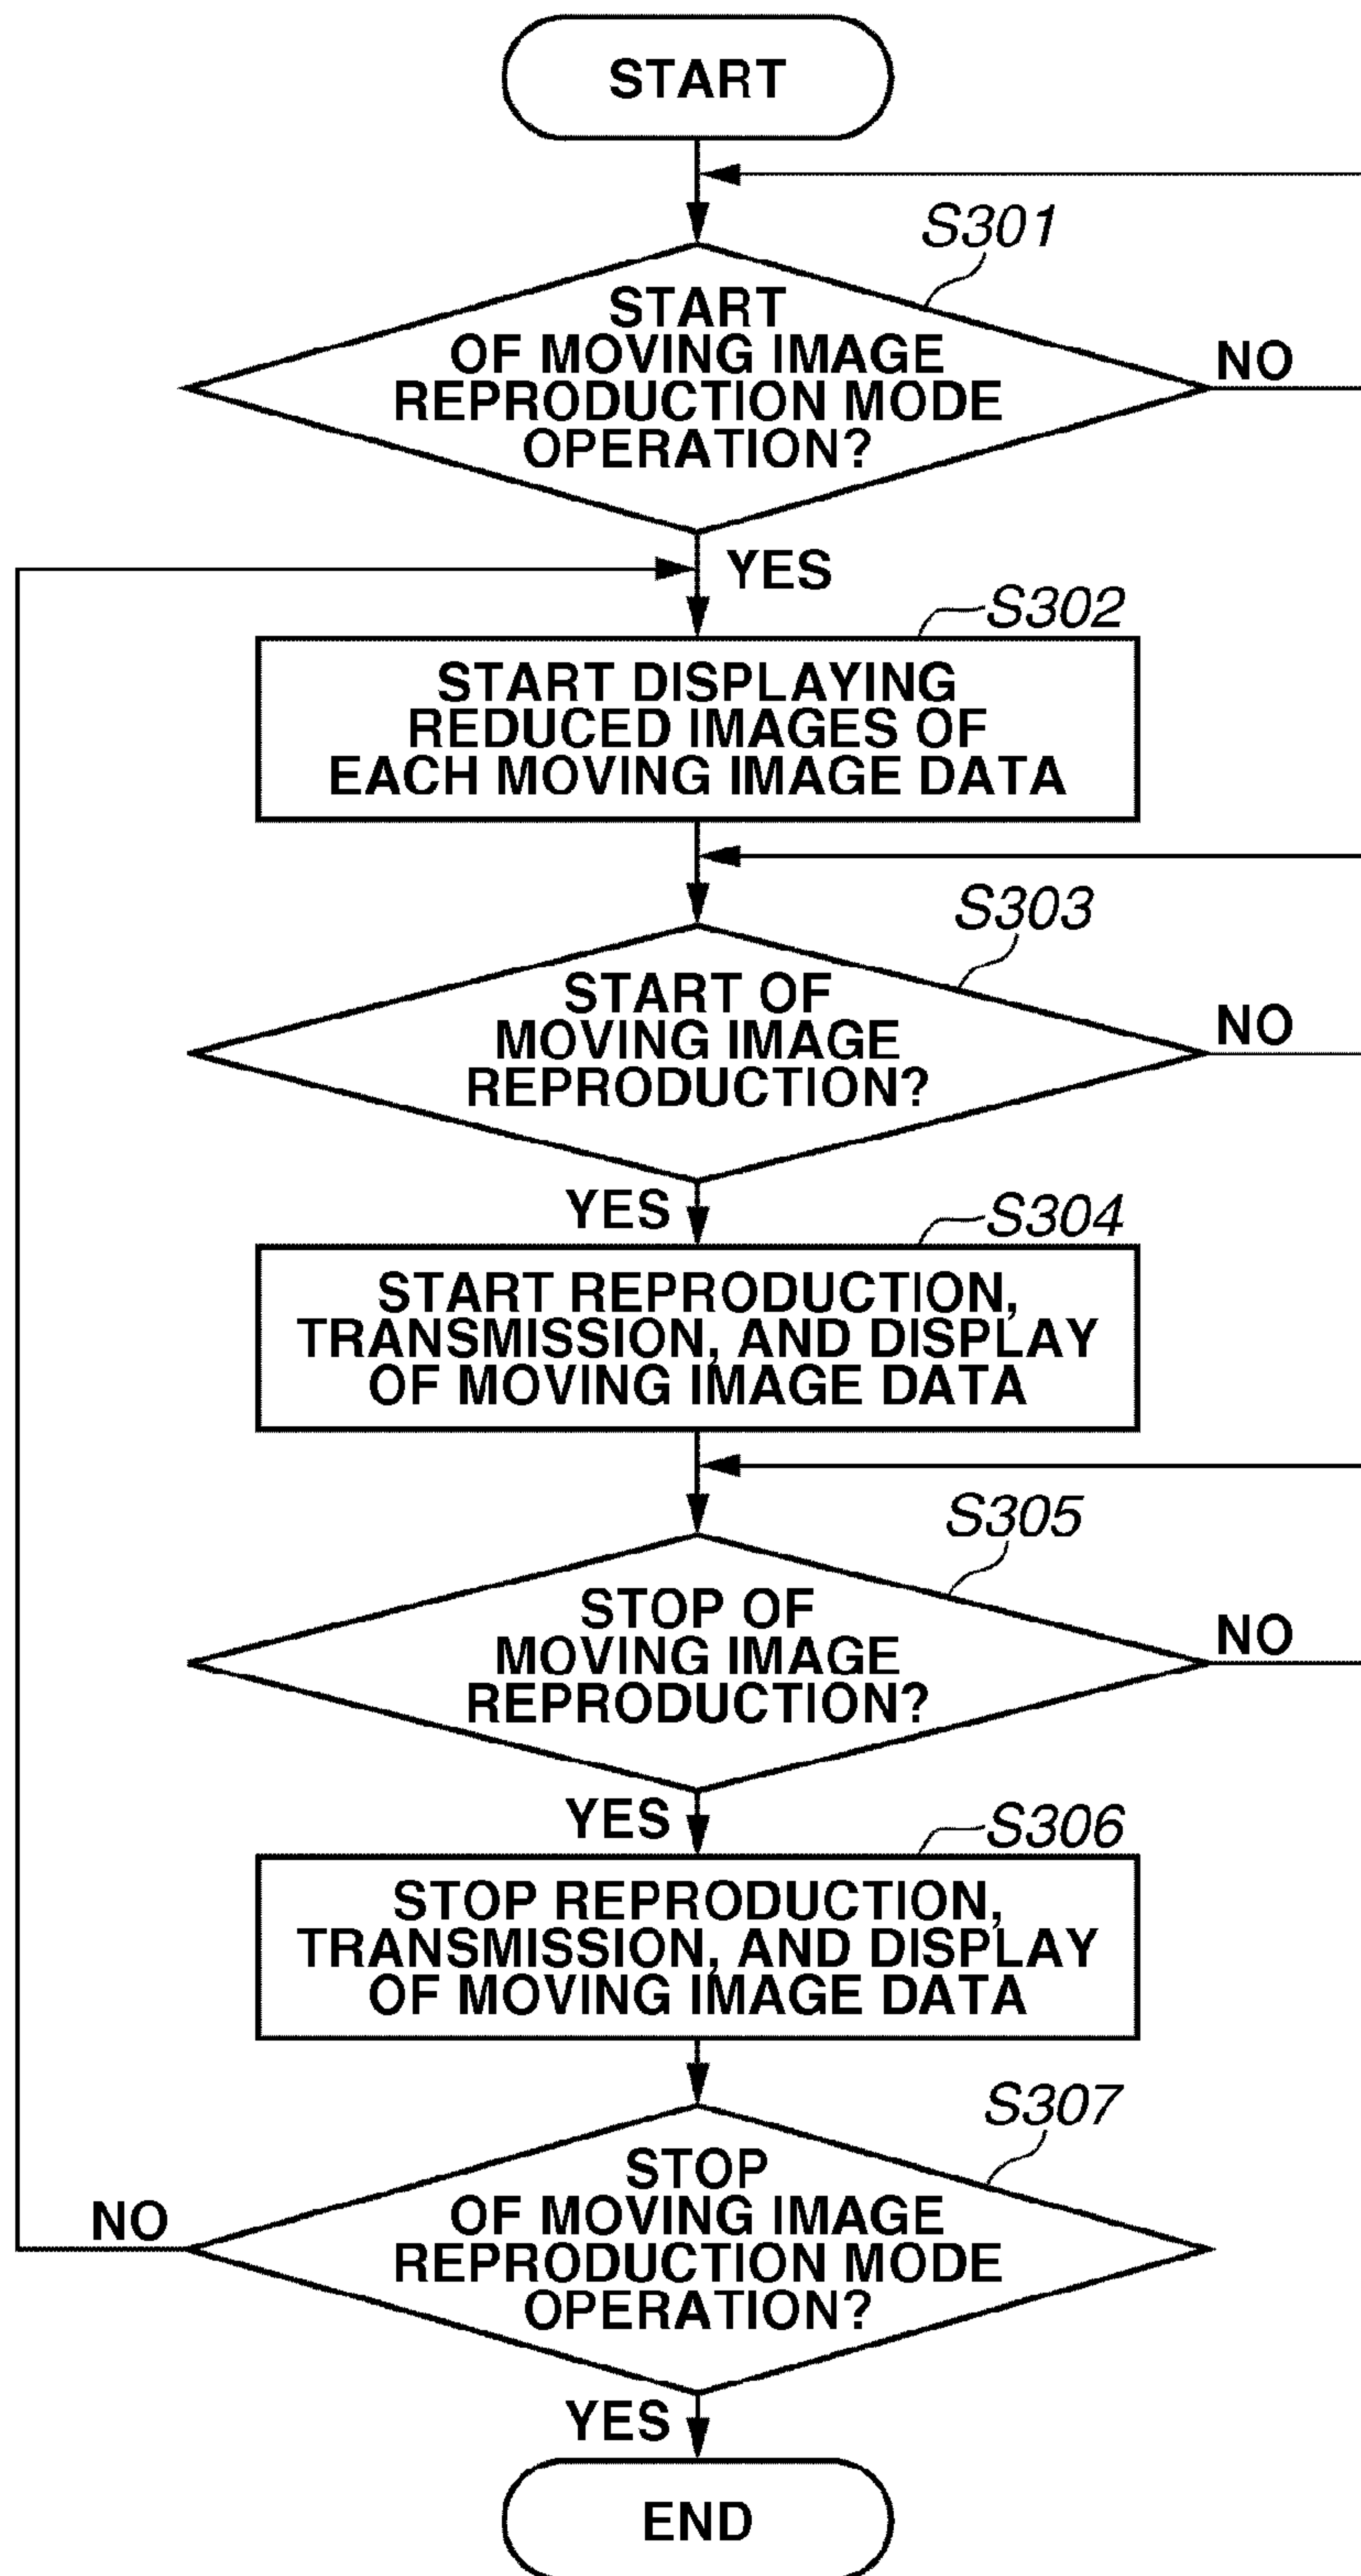 START
S301
START
OF MOVING IMAGE
REPRODUCTION MODE
OPERATION?
NO
YES
S302
START DISPLAYING
REDUCED IMAGES OF
EACH MOVING IMAGE DATA
S303
START OF
MOVING IMAGE
REPRODUCTION?
NO
YES
S304
START REPRODUCTION,
TRANSMISSION, AND DISPLAY
OF MOVING IMAGE DATA
S305
STOP OF
MOVING IMAGE
REPRODUCTION?
NO
YES
S306
STOP REPRODUCTION,
TRANSMISSION, AND DISPLAY
OF MOVING IMAGE DATA
S307
STOP
OF MOVING IMAGE
REPRODUCTION MODE
OPERATION?
NO
YES
END